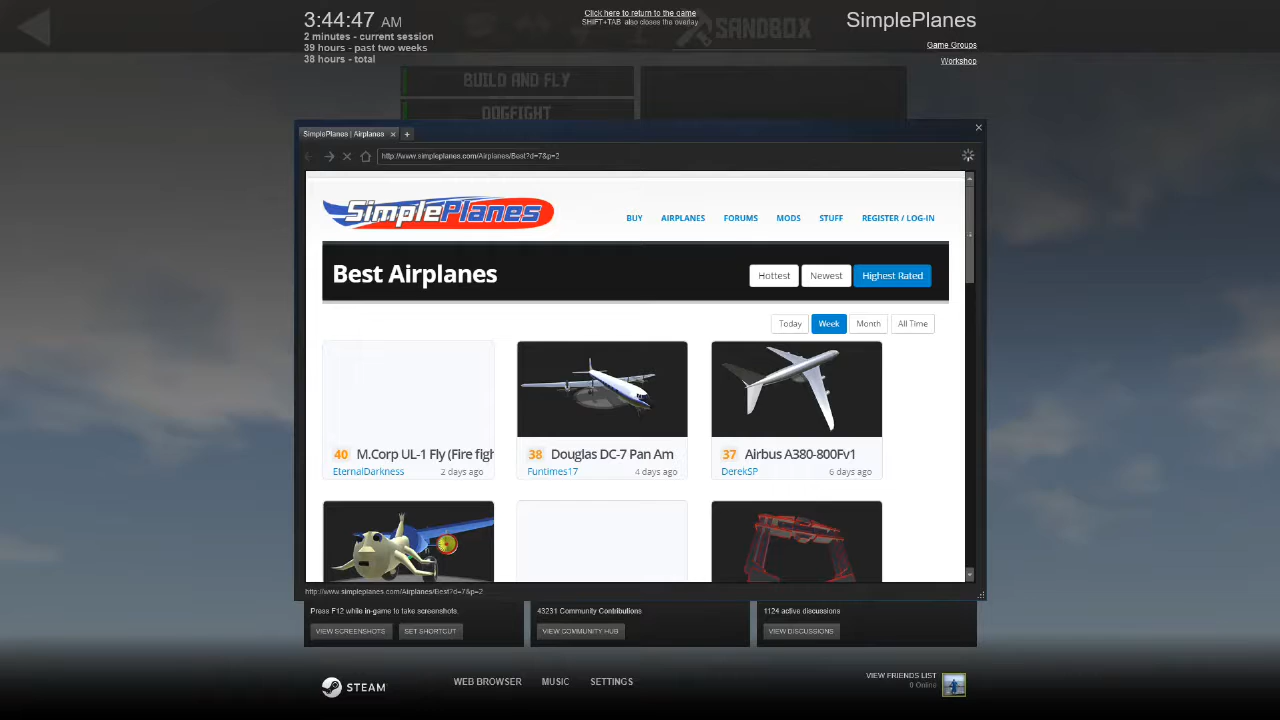 3:44:47 AM
2 minutes - current session
39 hours - past two weeks
38 hours - total
Click here to return to the game
SHIFT+TAB also closes the overlay
SimplePlanes
Game Groups
Workshop
SANDBOX
BUILD AND FLY
DOGFIGHT
SimplePlanes | Airplanes
http://www.simpleplanes.com/Airplanes/Best?d=7&p=2
SimplePlanes
BUY AIRPLANES FORUMS MODS STUFF REGISTER / LOG-IN
Best Airplanes
Hottest Newest Highest Rated
Today Week Month All Time
40 M.Corp UL-1 Fly (Fire figh
EternalDarkness 2 days ago
38 Douglas DC-7 Pan Am
Funtimes17 4 days ago
37 Airbus A380-800Fv1
DerekSP 6 days ago
http://www.simpleplanes.com/Airplanes/Best?d=7&p=2
Press F12 while in-game to take screenshots.
VIEW SCREENSHOTS SET SHORTCUT
43231 Community Contributions
VIEW COMMUNITY HUB
1124 active discussions
VIEW DISCUSSIONS
STEAM
WEB BROWSER MUSIC SETTINGS
VIEW FRIENDS LIST
0 Online